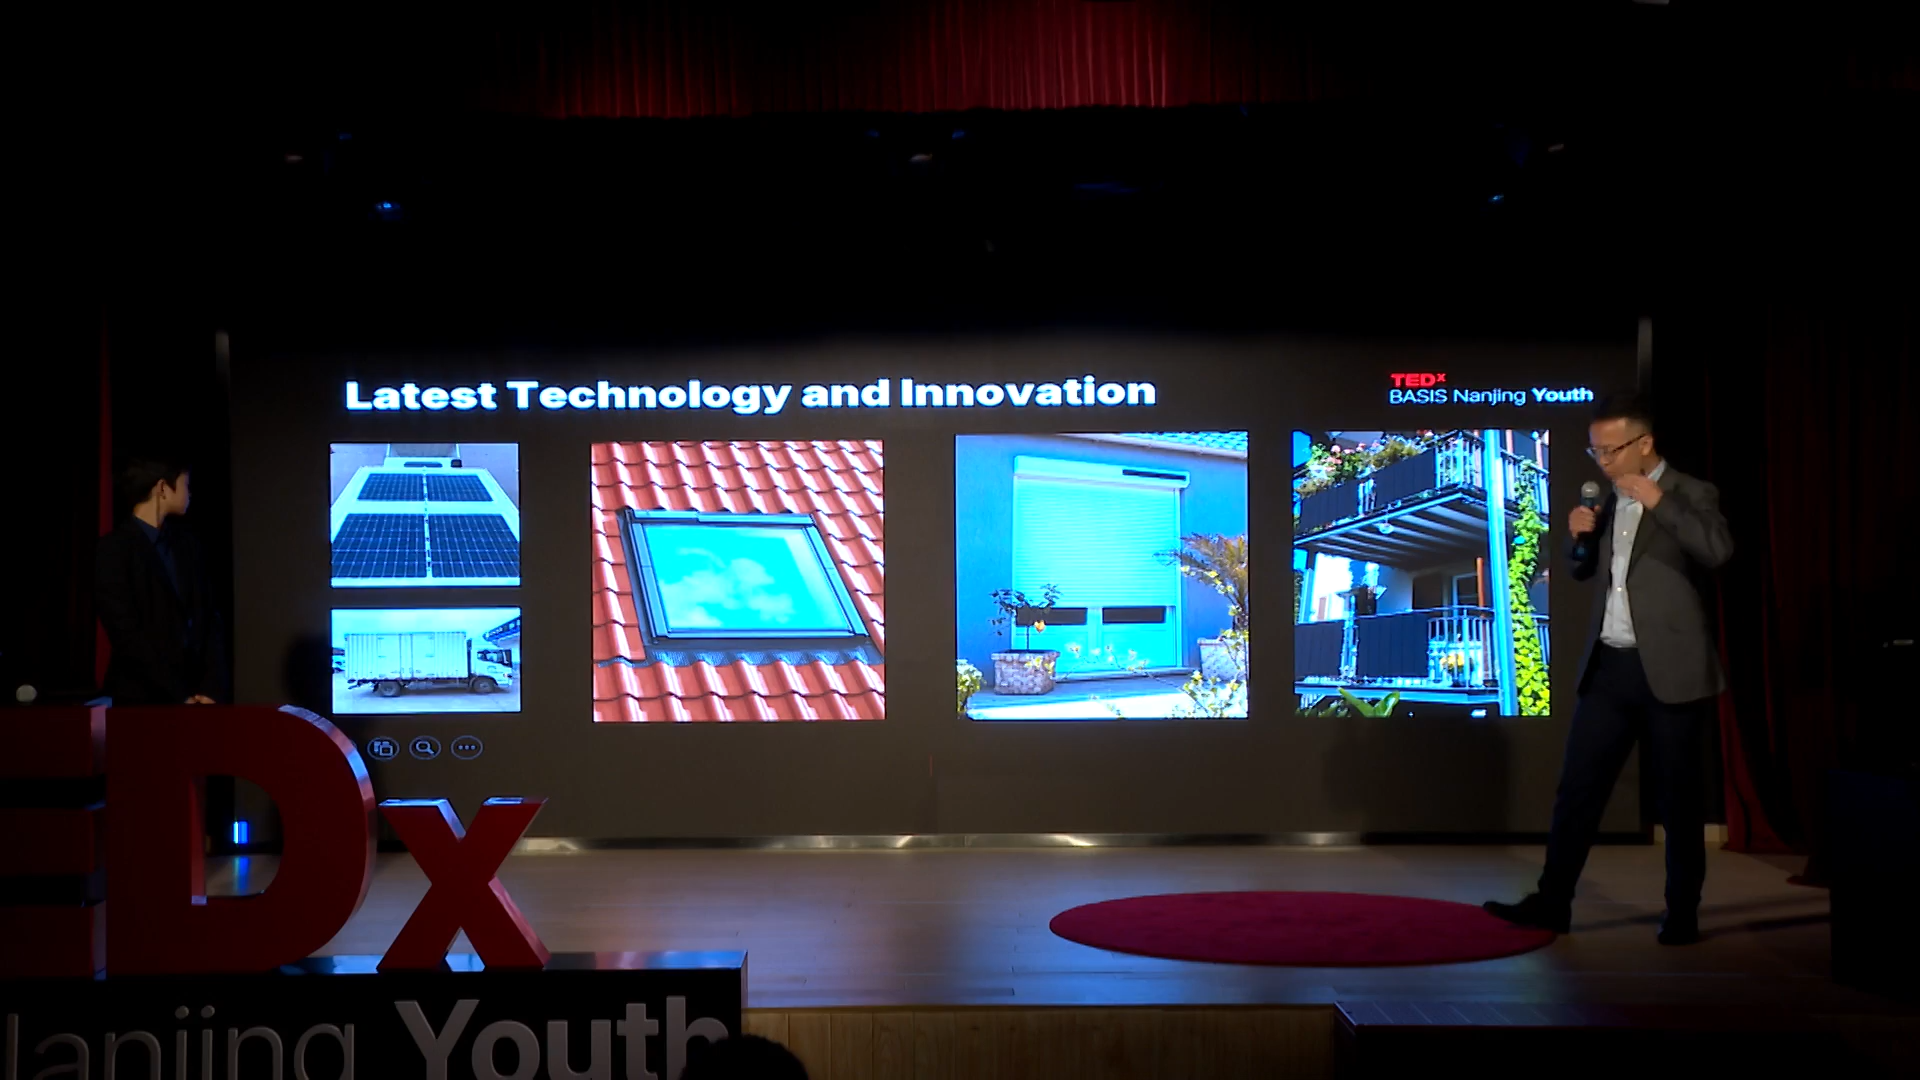 Latest Technology and Innovation
TEDx
BASIS Nanjing Youth
EDx
Nanjing Youth